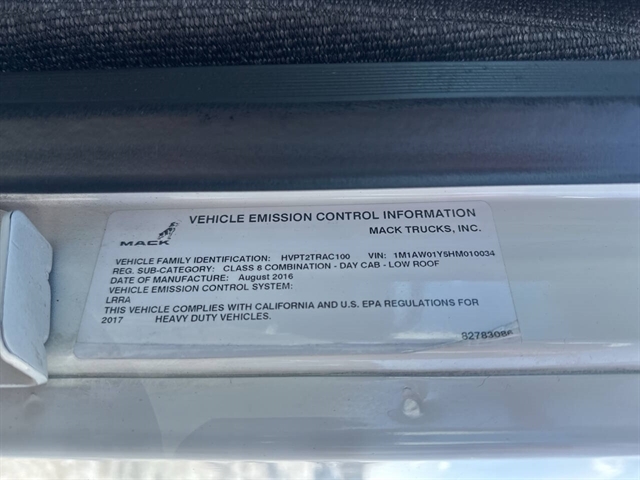 VEHICLE EMISSION CONTROL INFORMATION
MACK
MACK TRUCKS, INC.
VEHICLE FAMILY IDENTIFICATION: HVPT2TRAC100 VIN: 1M1AW01Y5HM010034
REG. SUB-CATEGORY: CLASS 8 COMBINATION - DAY CAB - LOW ROOF
DATE OF MANUFACTURE: August 2016
VEHICLE EMISSION CONTROL SYSTEM:
LRRA
THIS VEHICLE COMPLIES WITH CALIFORNIA AND U.S. EPA REGULATIONS FOR
2017 HEAVY DUTY VEHICLES.
82783086